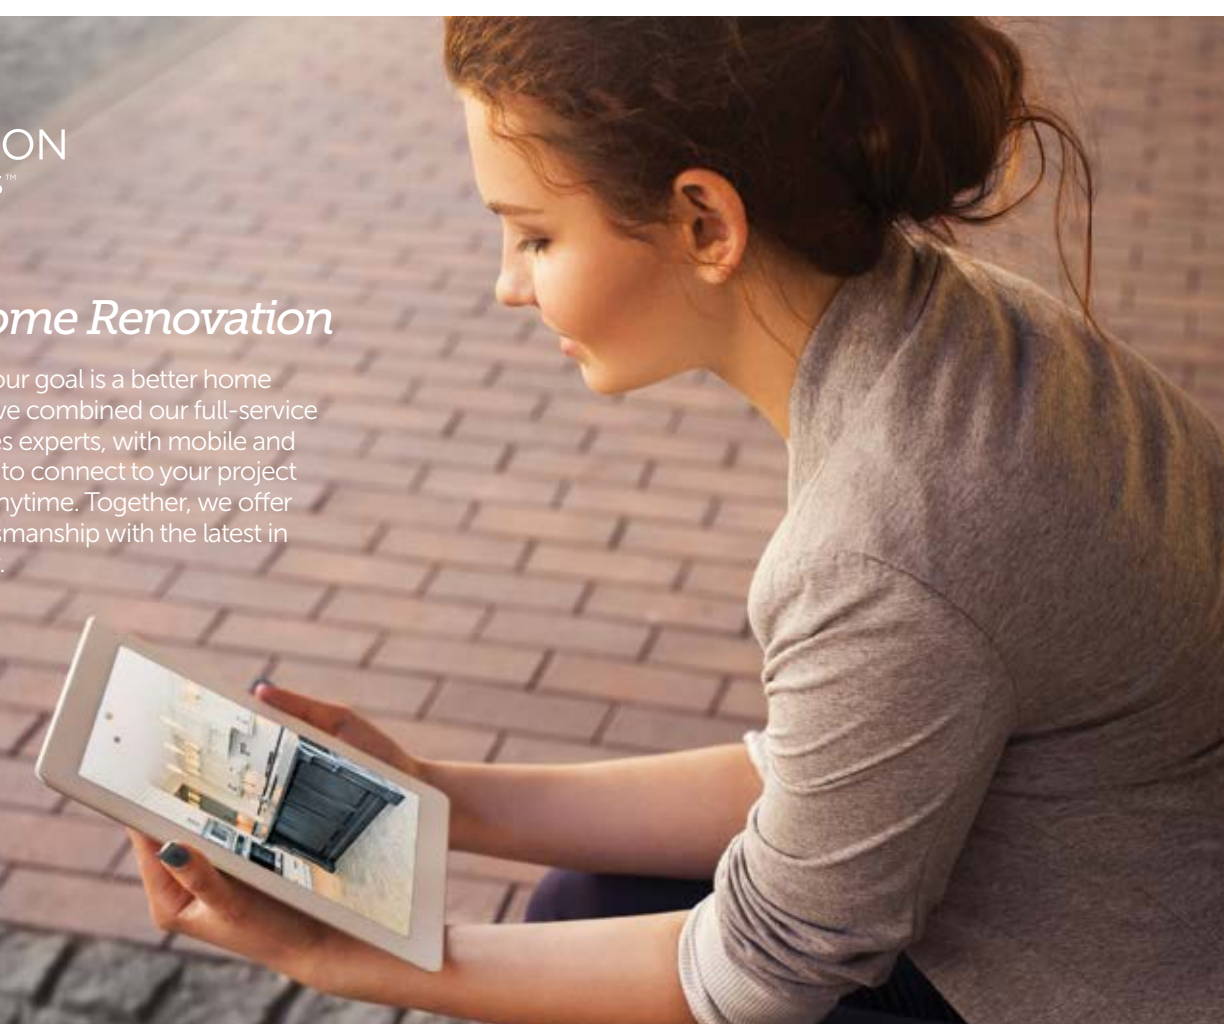 ON
™
ome Renovation
our goal is a better home
ve combined our full-service
es experts, with mobile and
to connect to your project
nytime. Together, we offer
smanship with the latest in
.